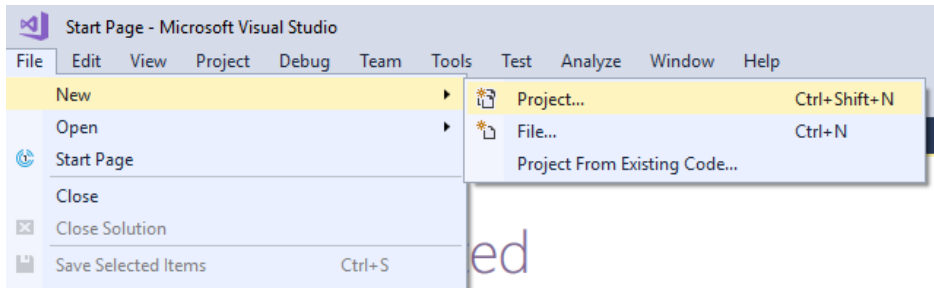 Start Page - Microsoft Visual Studio
File Edit View Project Debug Team Tools Test Analyze Window Help
New
Project... Ctrl+Shift+N
Open
File... Ctrl+N
Start Page
Project From Existing Code...
Close
Close Solution
Save Selected Items Ctrl+S
ed